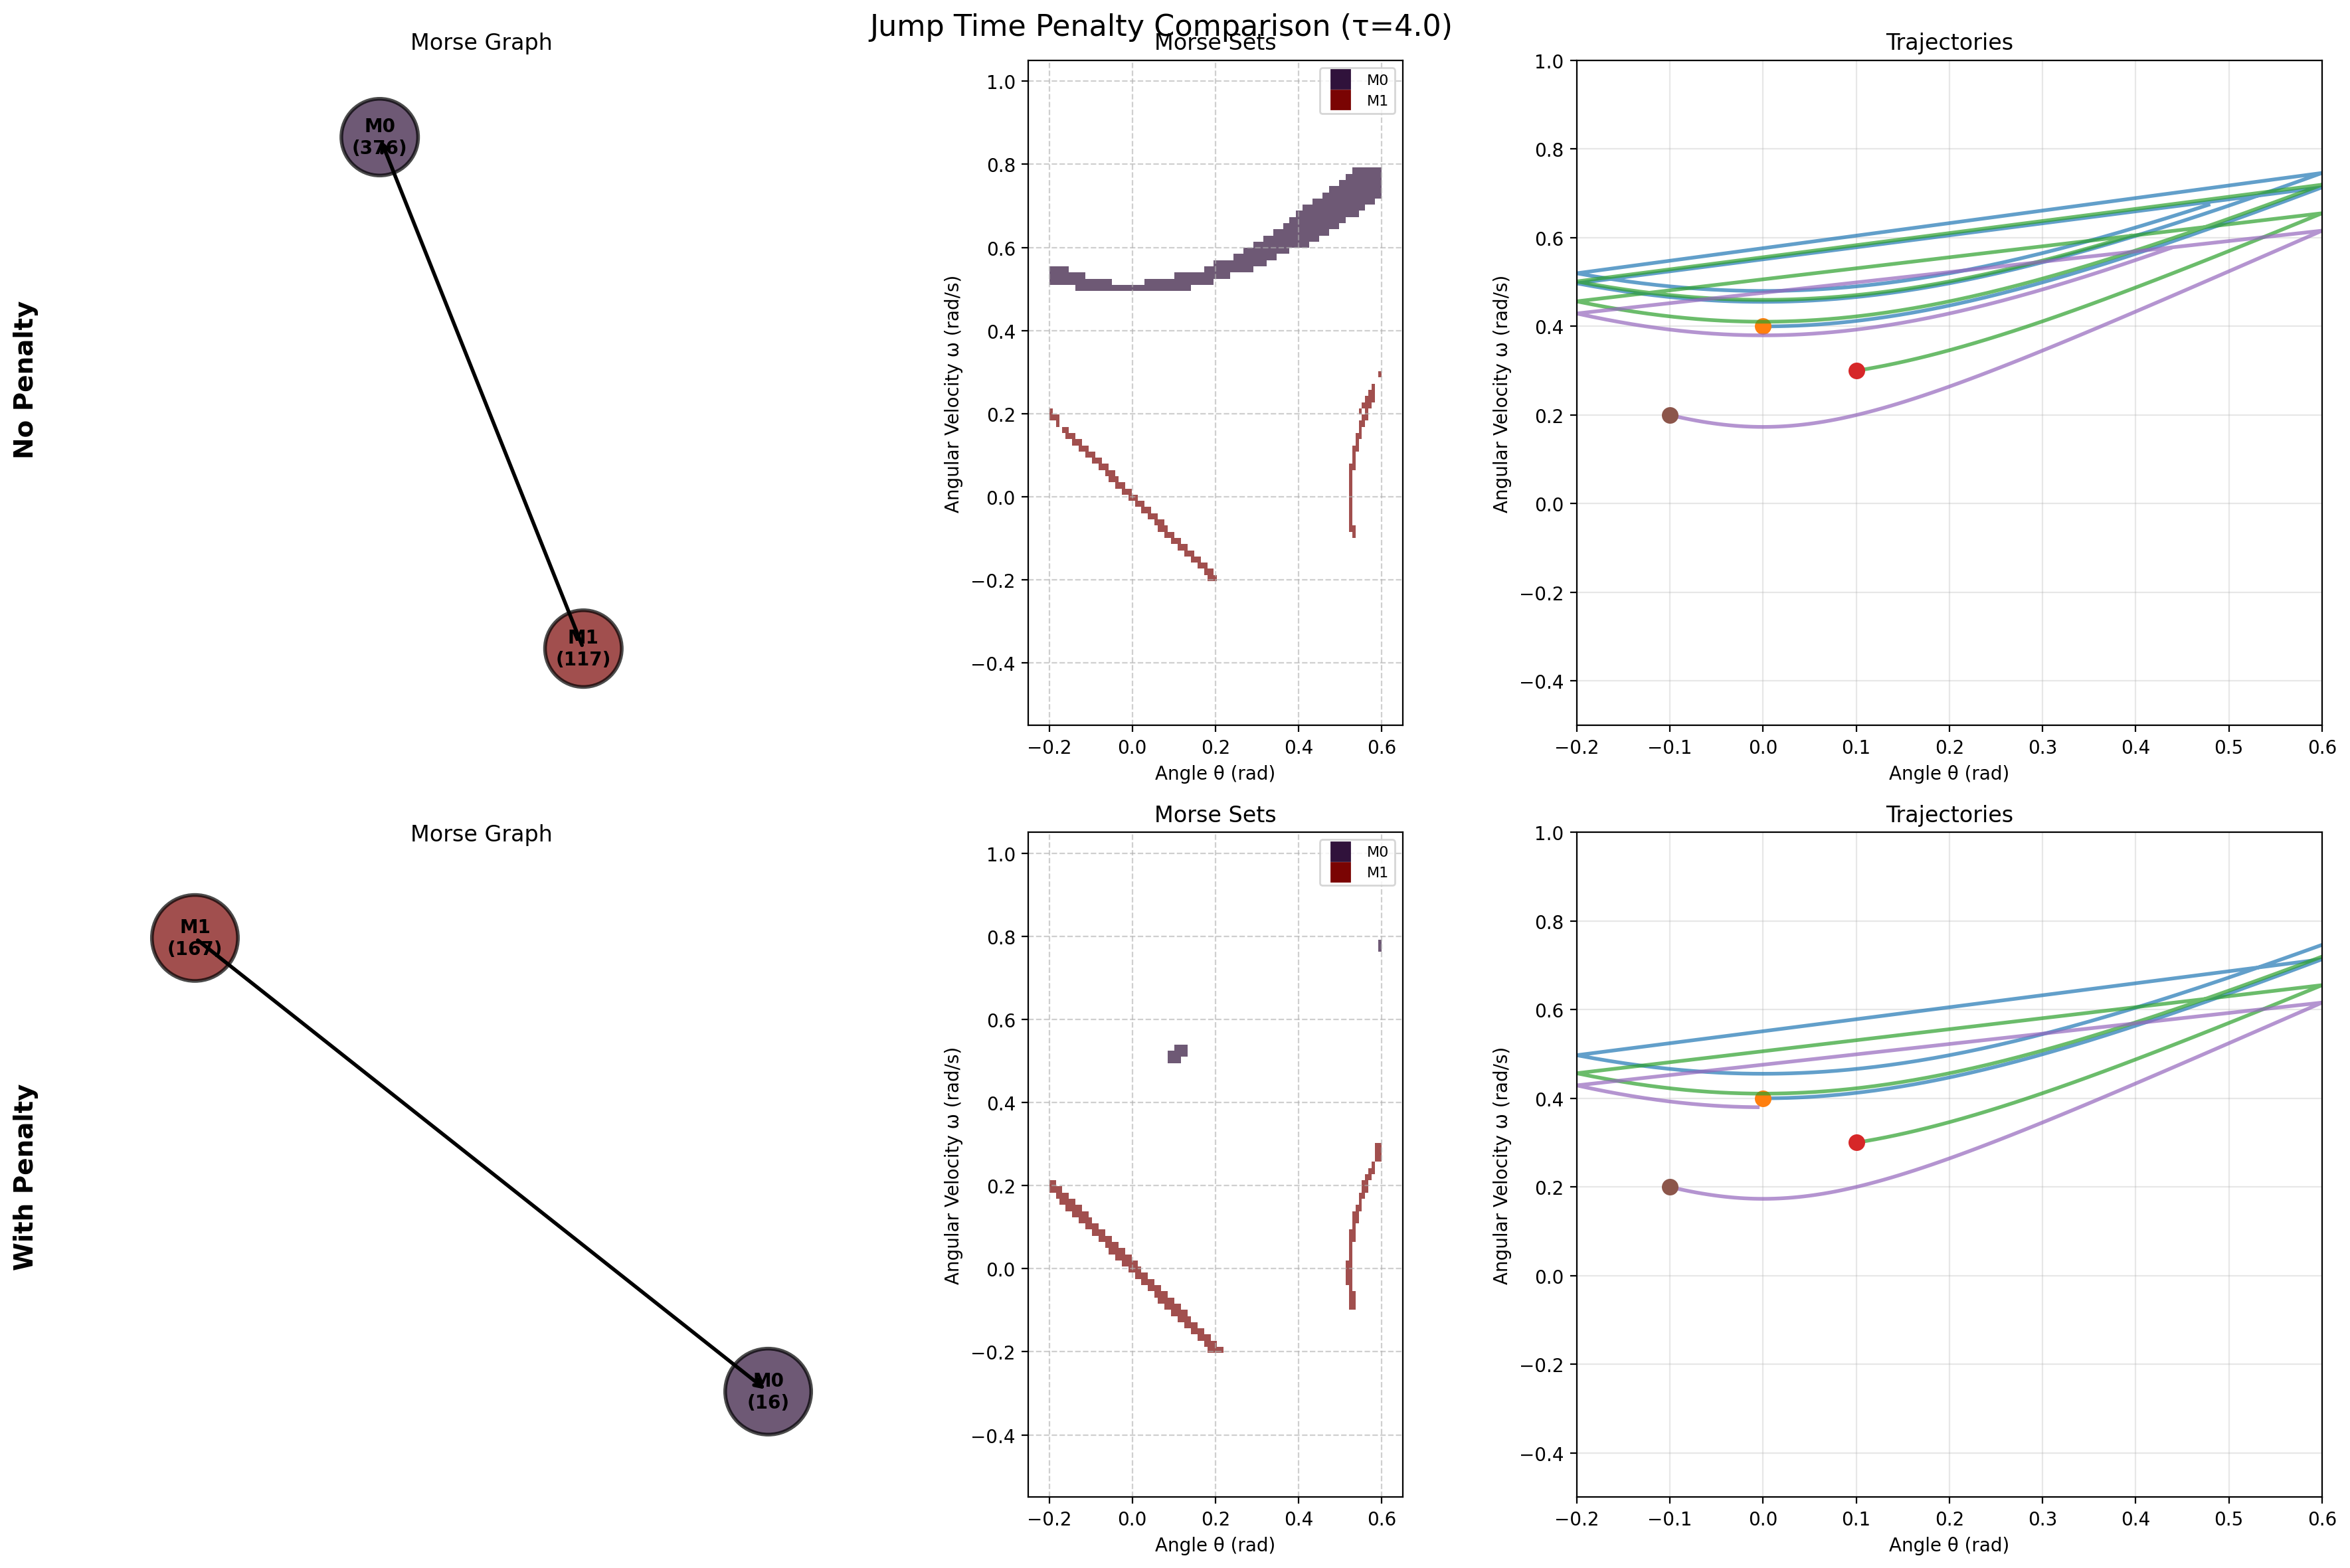 Jump Time Penalty Comparison (τ=4.0)
No Penalty
Morse Graph
M0
(376)
M1
(117)
Morse Sets
M0
M1
1.0
0.8
0.6
0.4
0.2
0.0
−0.2
−0.4
Angular Velocity ω (rad/s)
−0.2 0.0 0.2 0.4 0.6
Angle θ (rad)
Trajectories
1.0
0.8
0.6
0.4
0.2
0.0
−0.2
−0.4
Angular Velocity ω (rad/s)
−0.2 −0.1 0.0 0.1 0.2 0.3 0.4 0.5 0.6
Angle θ (rad)
With Penalty
Morse Graph
M1
(167)
M0
(16)
Morse Sets
M0
M1
1.0
0.8
0.6
0.4
0.2
0.0
−0.2
−0.4
Angular Velocity ω (rad/s)
−0.2 0.0 0.2 0.4 0.6
Angle θ (rad)
Trajectories
1.0
0.8
0.6
0.4
0.2
0.0
−0.2
−0.4
Angular Velocity ω (rad/s)
−0.2 −0.1 0.0 0.1 0.2 0.3 0.4 0.5 0.6
Angle θ (rad)